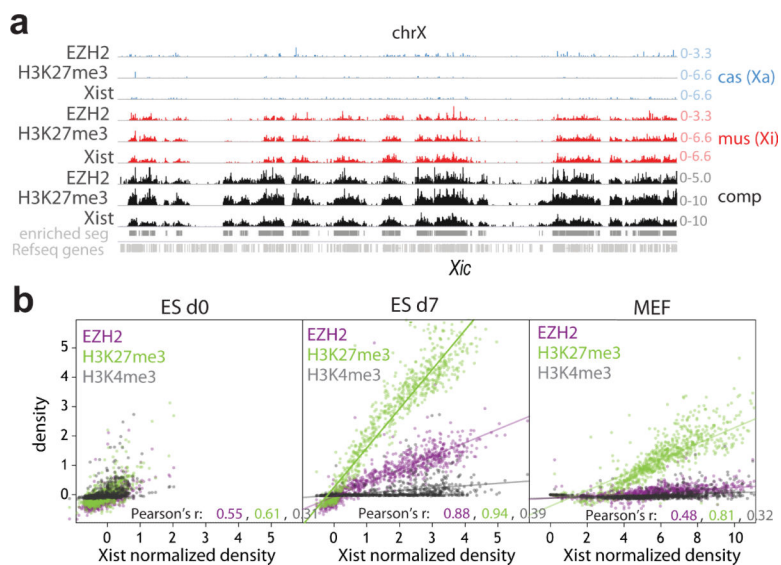 a
chrX
EZH2 0-3.3
H3K27me3 0-6.6 cas (Xa)
Xist 0-6.6
EZH2 0-3.3
H3K27me3 0-6.6 mus (Xi)
Xist 0-6.6
EZH2 0-5.0
H3K27me3 0-10 comp
Xist 0-10
enriched seg
Refseq genes
Xic
b
ES d0 ES d7 MEF
EZH2 EZH2 EZH2
H3K27me3 H3K27me3 H3K27me3
H3K4me3 H3K4me3 H3K4me3
density
5
4
3
2
1
0
Pearson's r: 0.55, 0.61, 0.31 Pearson's r: 0.88, 0.94, 0.39 Pearson's r: 0.48, 0.81, 0.32
0 1 2 3 4 5 0 1 2 3 4 5 0 2 4 6 8 10
Xist normalized density Xist normalized density Xist normalized density